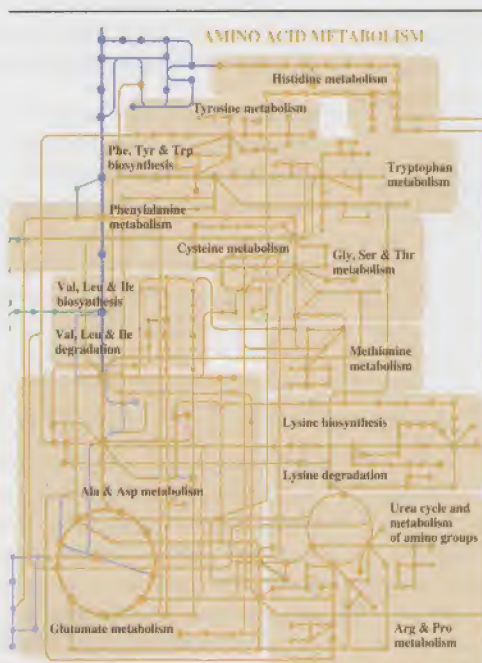 AMINO ACID METABOLISM
Histidine metabolism
Tyrosine metabolism
Phe, Tyr & Trp
biosynthesis
Tryptophan
metabolism
Phenylalanine
metabolism
Cysteine metabolism
Gly, Ser & Thr
metabolism
Val, Leu & Ile
biosynthesis
Val, Leu & Ile
degradation
Methionine
metabolism
Lysine biosynthesis
Lysine degradation
Ala & Asp metabolism
Urea cycle and
metabolism
of amino groups
Glutamate metabolism
Arg & Pro
metabolism